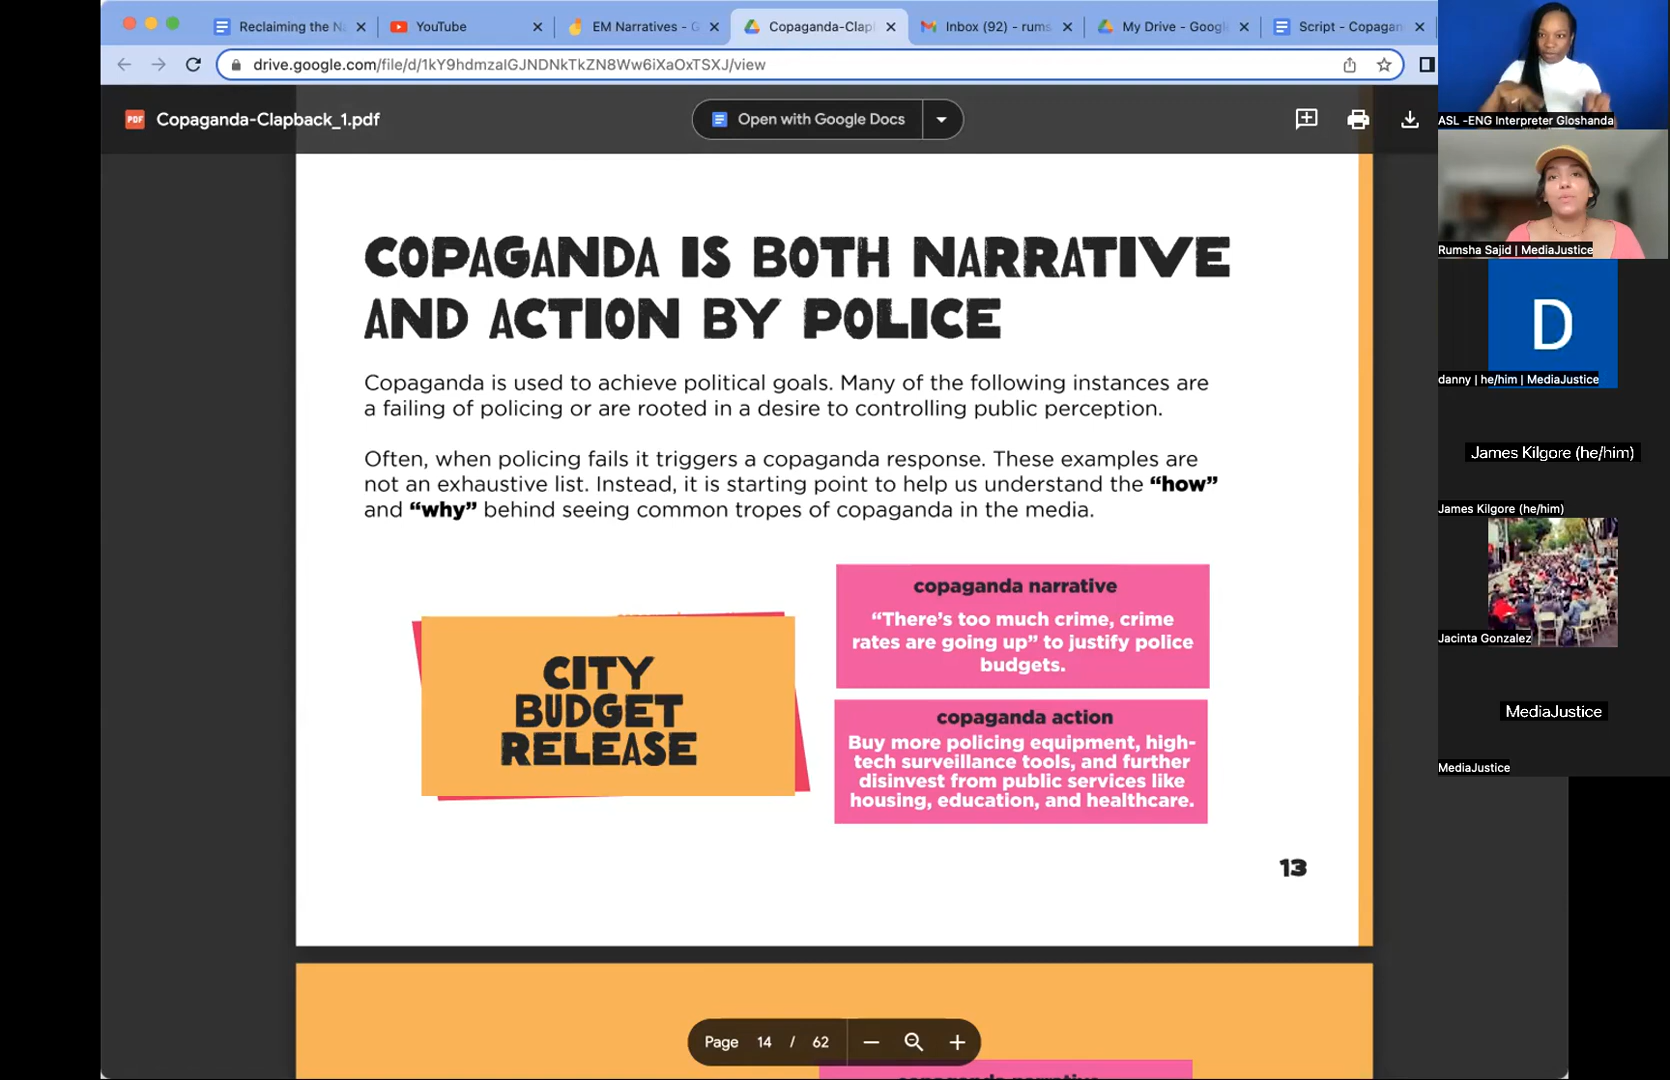 Reclaiming the Na
YouTube
EM Narratives - G
Copaganda-Clap
Inbox (92) - rums
My Drive - Googl
Script - Copagan
drive.google.com/file/d/1kY9hdmzalGJNDNkTkZN8Ww6iXaOxTSXJ/view
PDF
Copaganda-Clapback_1.pdf
Open with Google Docs
COPAGANDA IS BOTH NARRATIVE
AND ACTION BY POLICE
Copaganda is used to achieve political goals. Many of the following instances are
a failing of policing or are rooted in a desire to controlling public perception.
Often, when policing fails it triggers a copaganda response. These examples are
not an exhaustive list. Instead, it is starting point to help us understand the “how”
and “why” behind seeing common tropes of copaganda in the media.
CITY
BUDGET
RELEASE
copaganda narrative
“There’s too much crime, crime
rates are going up” to justify police
budgets.
copaganda action
Buy more policing equipment, high-
tech surveillance tools, and further
disinvest from public services like
housing, education, and healthcare.
13
Page 14 / 62
copaganda narrative
ASL -ENG Interpreter Gloshanda
Rumsha Sajid | MediaJustice
D
danny | he/him | MediaJustice
James Kilgore (he/him)
James Kilgore (he/him)
Jacinta Gonzalez
MediaJustice
MediaJustice